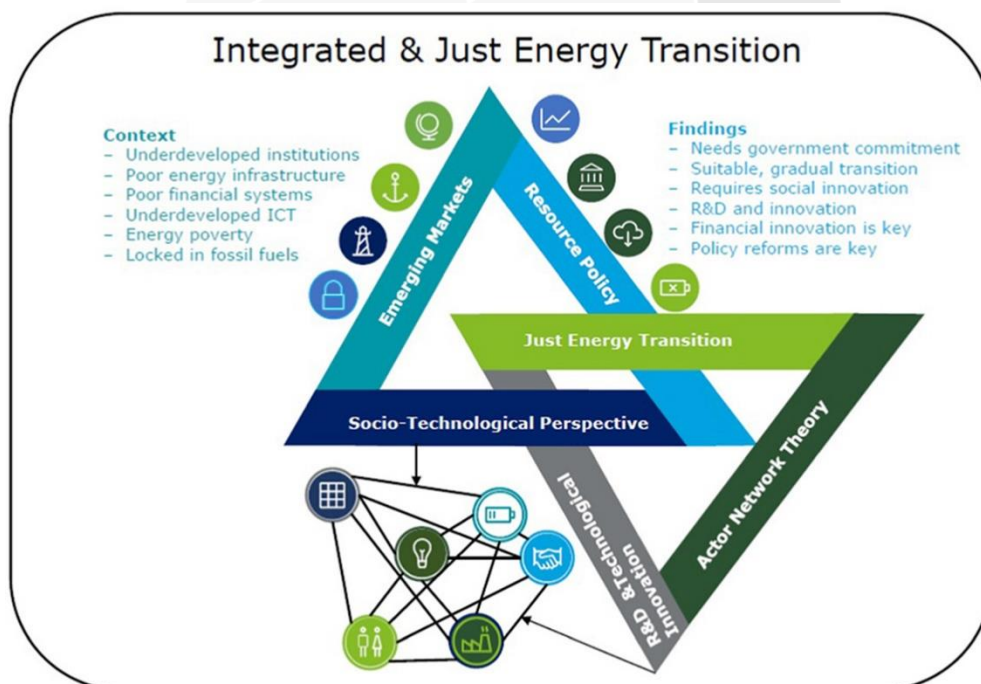 Integrated & Just Energy Transition
Context
– Underdeveloped institutions
– Poor energy infrastructure
– Poor financial systems
– Underdeveloped ICT
– Energy poverty
– Locked in fossil fuels
Findings
– Needs government commitment
– Suitable, gradual transition
– Requires social innovation
– R&D and innovation
– Financial innovation is key
– Policy reforms are key
Emerging Markets
Resource Policy
Just Energy Transition
Socio-Technological Perspective
R&D &Technological
Innovation
Actor Network Theory